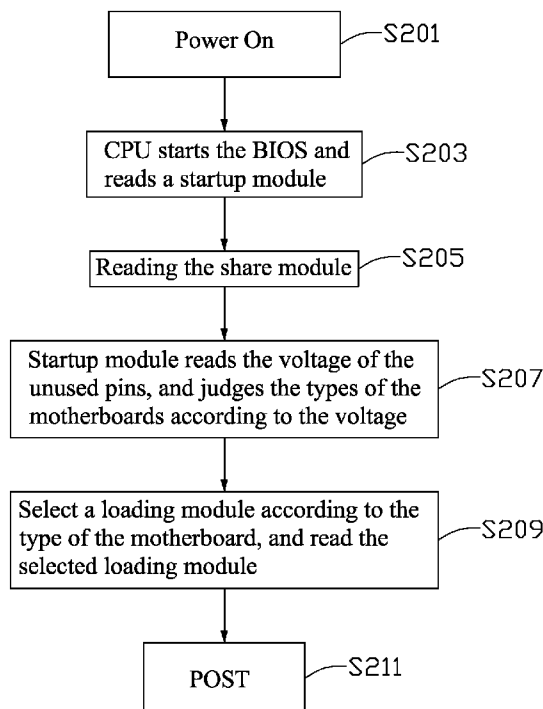 Power On
S201
CPU starts the BIOS and
reads a startup module
S203
Reading the share module
S205
Startup module reads the voltage of the
unused pins, and judges the types of the
motherboards according to the voltage
S207
Select a loading module according to the
type of the motherboard, and read the
selected loading module
S209
POST
S211